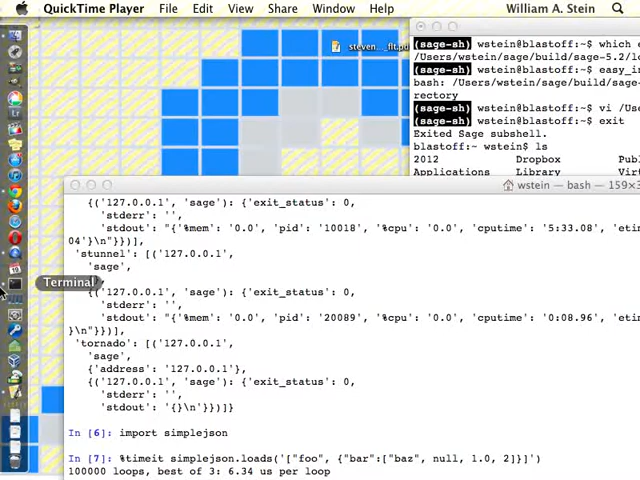 QuickTime Player File Edit View Share Window Help William A. Stein
steven..._fit.
(sage-sh) wstein@blastoff:~$ which e
/Users/wstein/sage/build/sage-5.2/lo
(sage-sh) wstein@blastoff:~$ easy_in
bash: /Users/wstein/sage/build/sage-
rectory
(sage-sh) wstein@blastoff:~$ vi /Use
(sage-sh) wstein@blastoff:~$ exit
Exited Sage subshell.
blastoff:~ wstein$ ls
2012 Dropbox Pub
Applications Library Virt
wstein — bash — 159×3
{('127.0.0.1', 'sage'): {'exit_status': 0,
'stderr': '',
'stdout': "{'%mem': '0.0', 'pid': '10018', '%cpu': '0.0', 'cputime': '5:33.08', 'etim
04'}\n"}})],
'stunnel': [('127.0.0.1',
'sage',
Terminal
{('127.0.0.1', 'sage'): {'exit_status': 0,
'stderr': '',
'stdout': "{'%mem': '0.0', 'pid': '20089', '%cpu': '0.0', 'cputime': '0:08.96', 'etim
}\n"}})],
'tornado': [('127.0.0.1',
'sage',
{'address': '127.0.0.1'},
{('127.0.0.1', 'sage'): {'exit_status': 0,
'stderr': '',
'stdout': '{}\n'}})]}
In [6]: import simplejson
In [7]: %timeit simplejson.loads('["foo", {"bar":["baz", null, 1.0, 2]}]')
100000 loops, best of 3: 6.34 us per loop